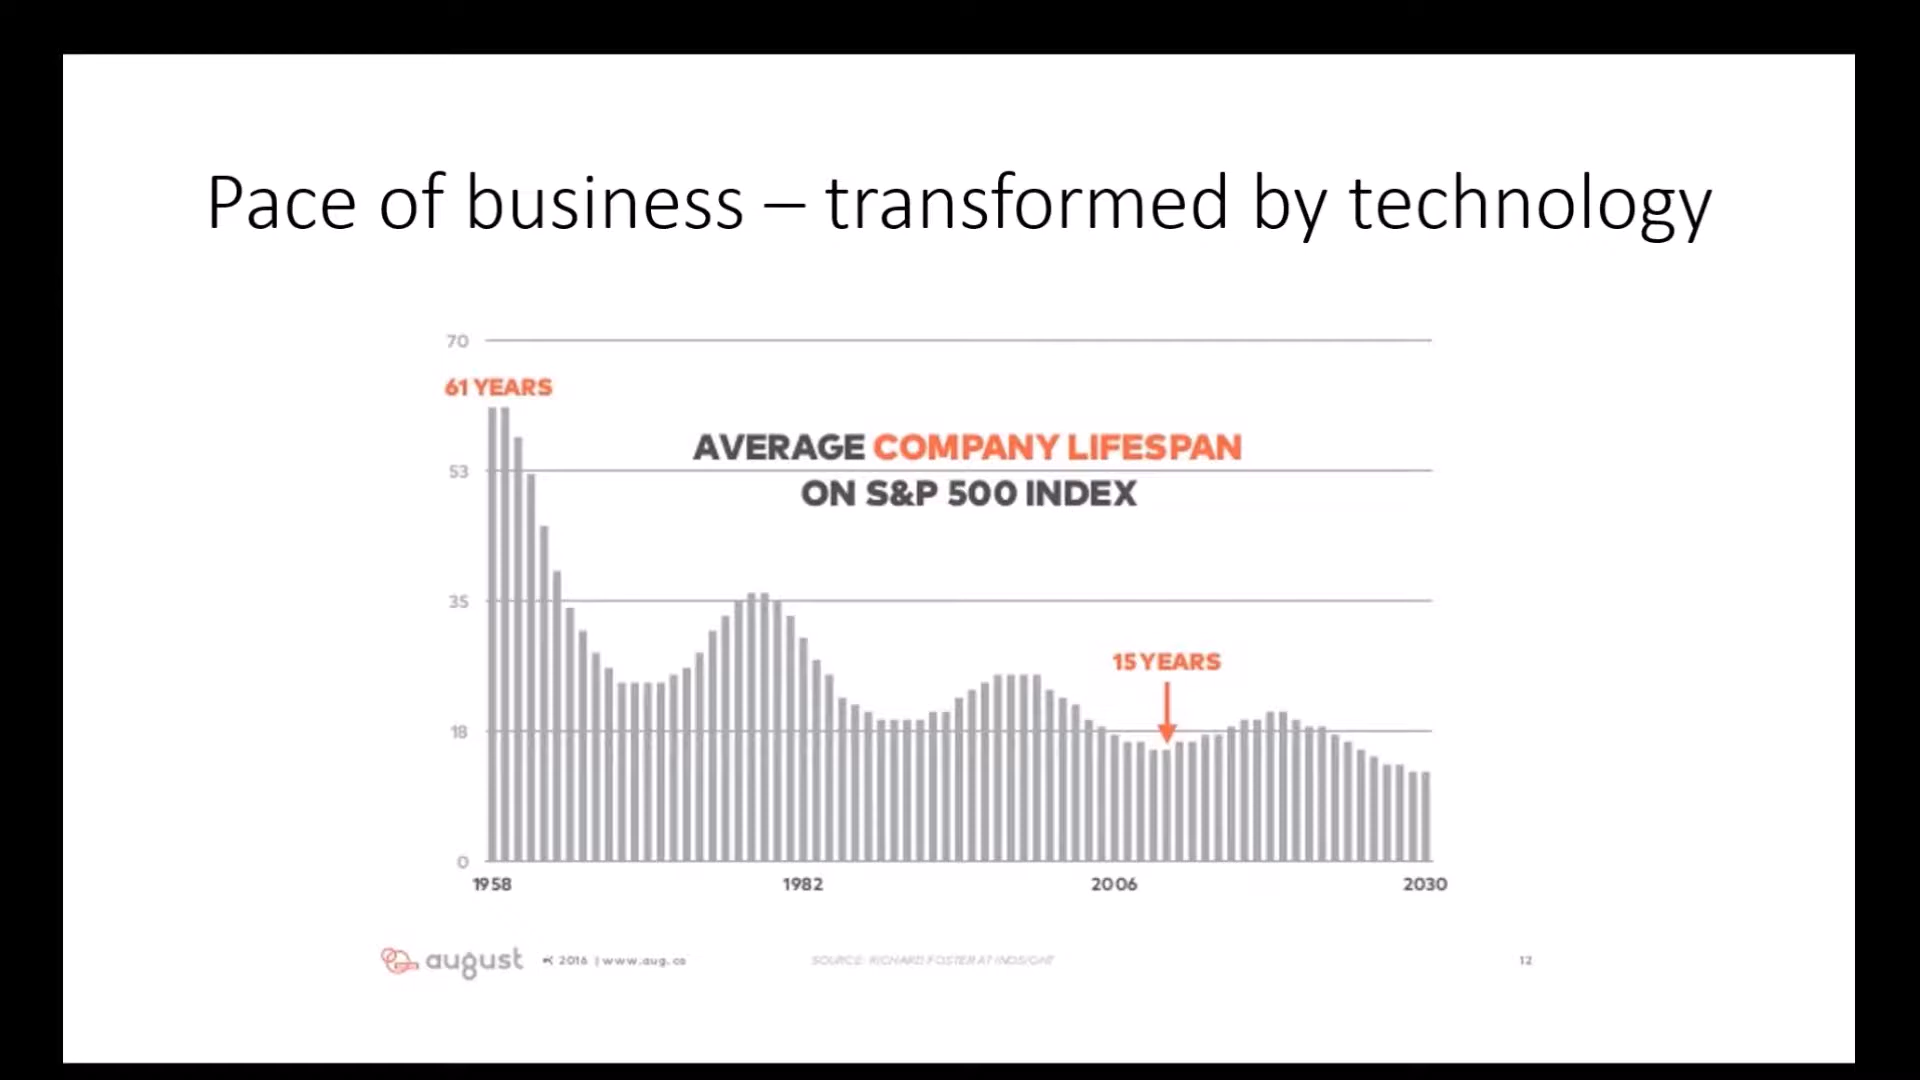 Pace of business – transformed by technology
70
61 YEARS
AVERAGE COMPANY LIFESPAN
53
ON S&P 500 INDEX
35
15 YEARS
18
0
1958 1982 2006 2030
august 2016 | www.aug.co SOURCE: RICHARD FOSTER AT INDSIGHT 12